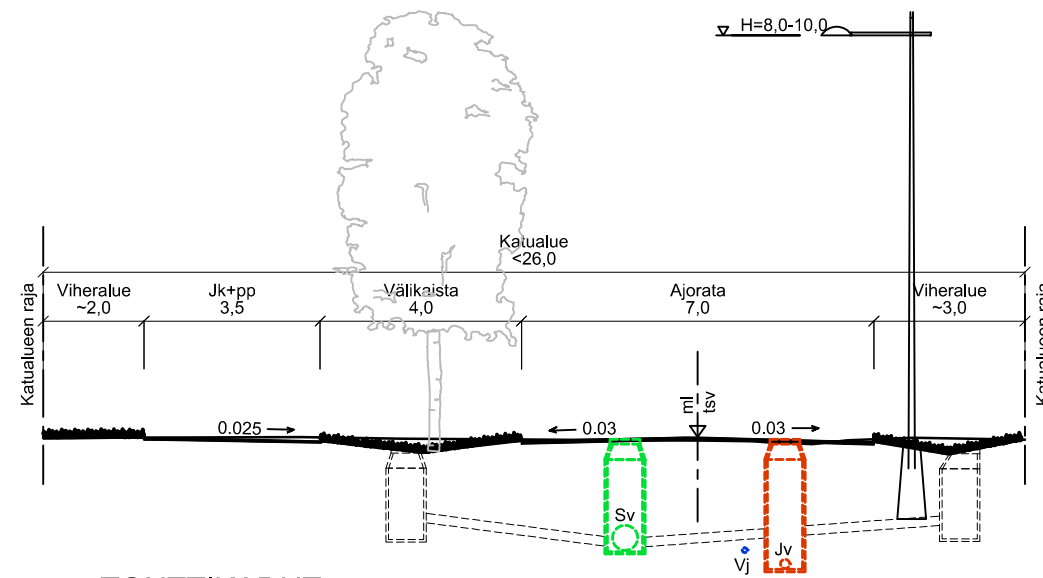 H=8,0-10,0
Katualue
<26,0
Katualueen raja
Viheralue
~2,0
Jk+pp
3,5
Välikaista
4,0
Ajorata
7,0
Viheralue
~3,0
Katualueen raja
ml
tsv
0.025
0.03
0.03
Sv
Vj
Jv